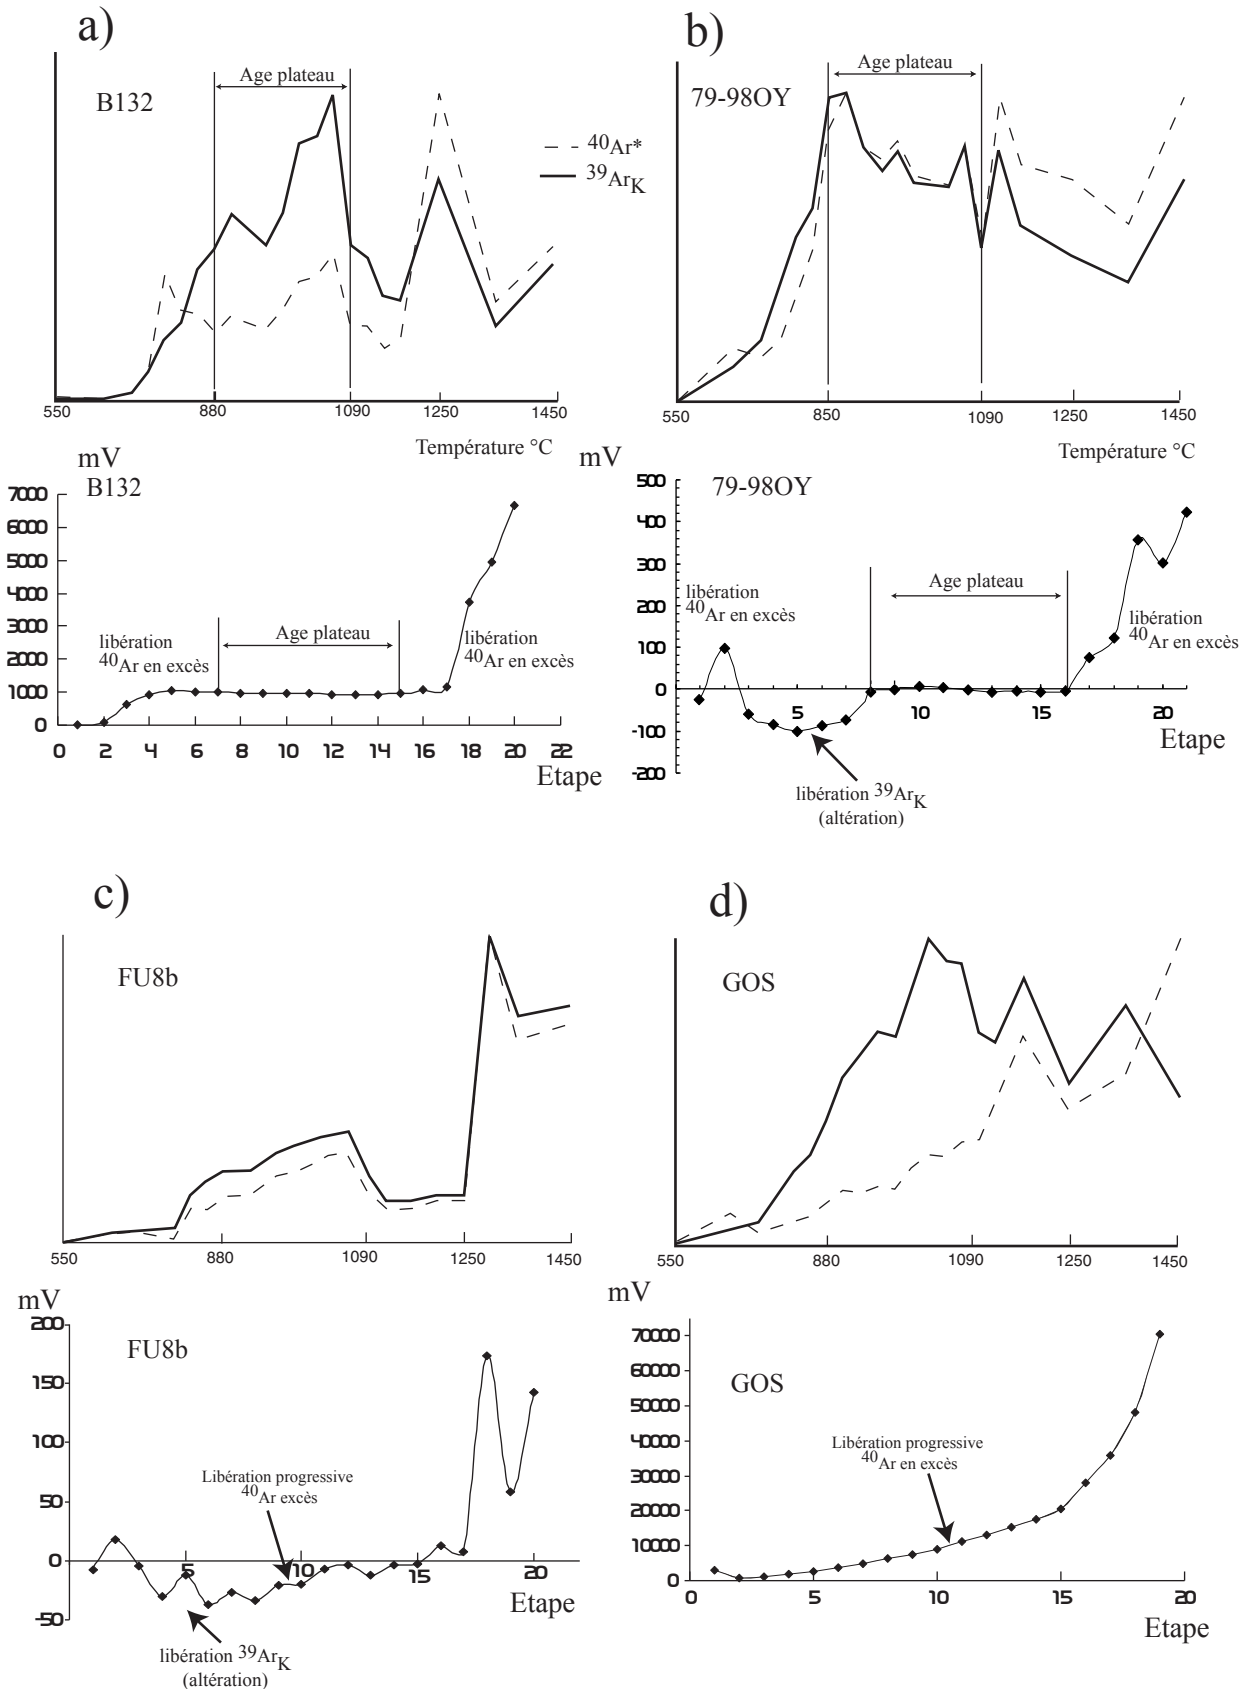 a)
B132
Age plateau
40Ar*
39ArK
550 880 1090 1250 1450
Température °C
b)
79-98OY
Age plateau
550 850 1090 1250 1450
Température °C
mV
B132
7000
6000
5000
4000
3000
2000
1000
0
libération
40Ar en excès
Age plateau
libération
40Ar en excès
0 2 4 6 8 10 12 14 16 18 20 22
Etape
mV
79-98OY
500
400
300
200
100
0
-100
-200
libération
40Ar en excès
Age plateau
libération
40Ar en excès
5 10 15 20
Etape
libération 39ArK
(altération)
c)
FU8b
550 880 1090 1250 1450
d)
GOS
550 880 1090 1250 1450
mV
FU8b
200
150
100
50
0
-50
Libération progressive
40Ar excès
5 10 15 20
Etape
libération 39ArK
(altération)
mV
GOS
70000
60000
50000
40000
30000
20000
10000
0
Libération progressive
40Ar en excès
0 5 10 15 20
Etape